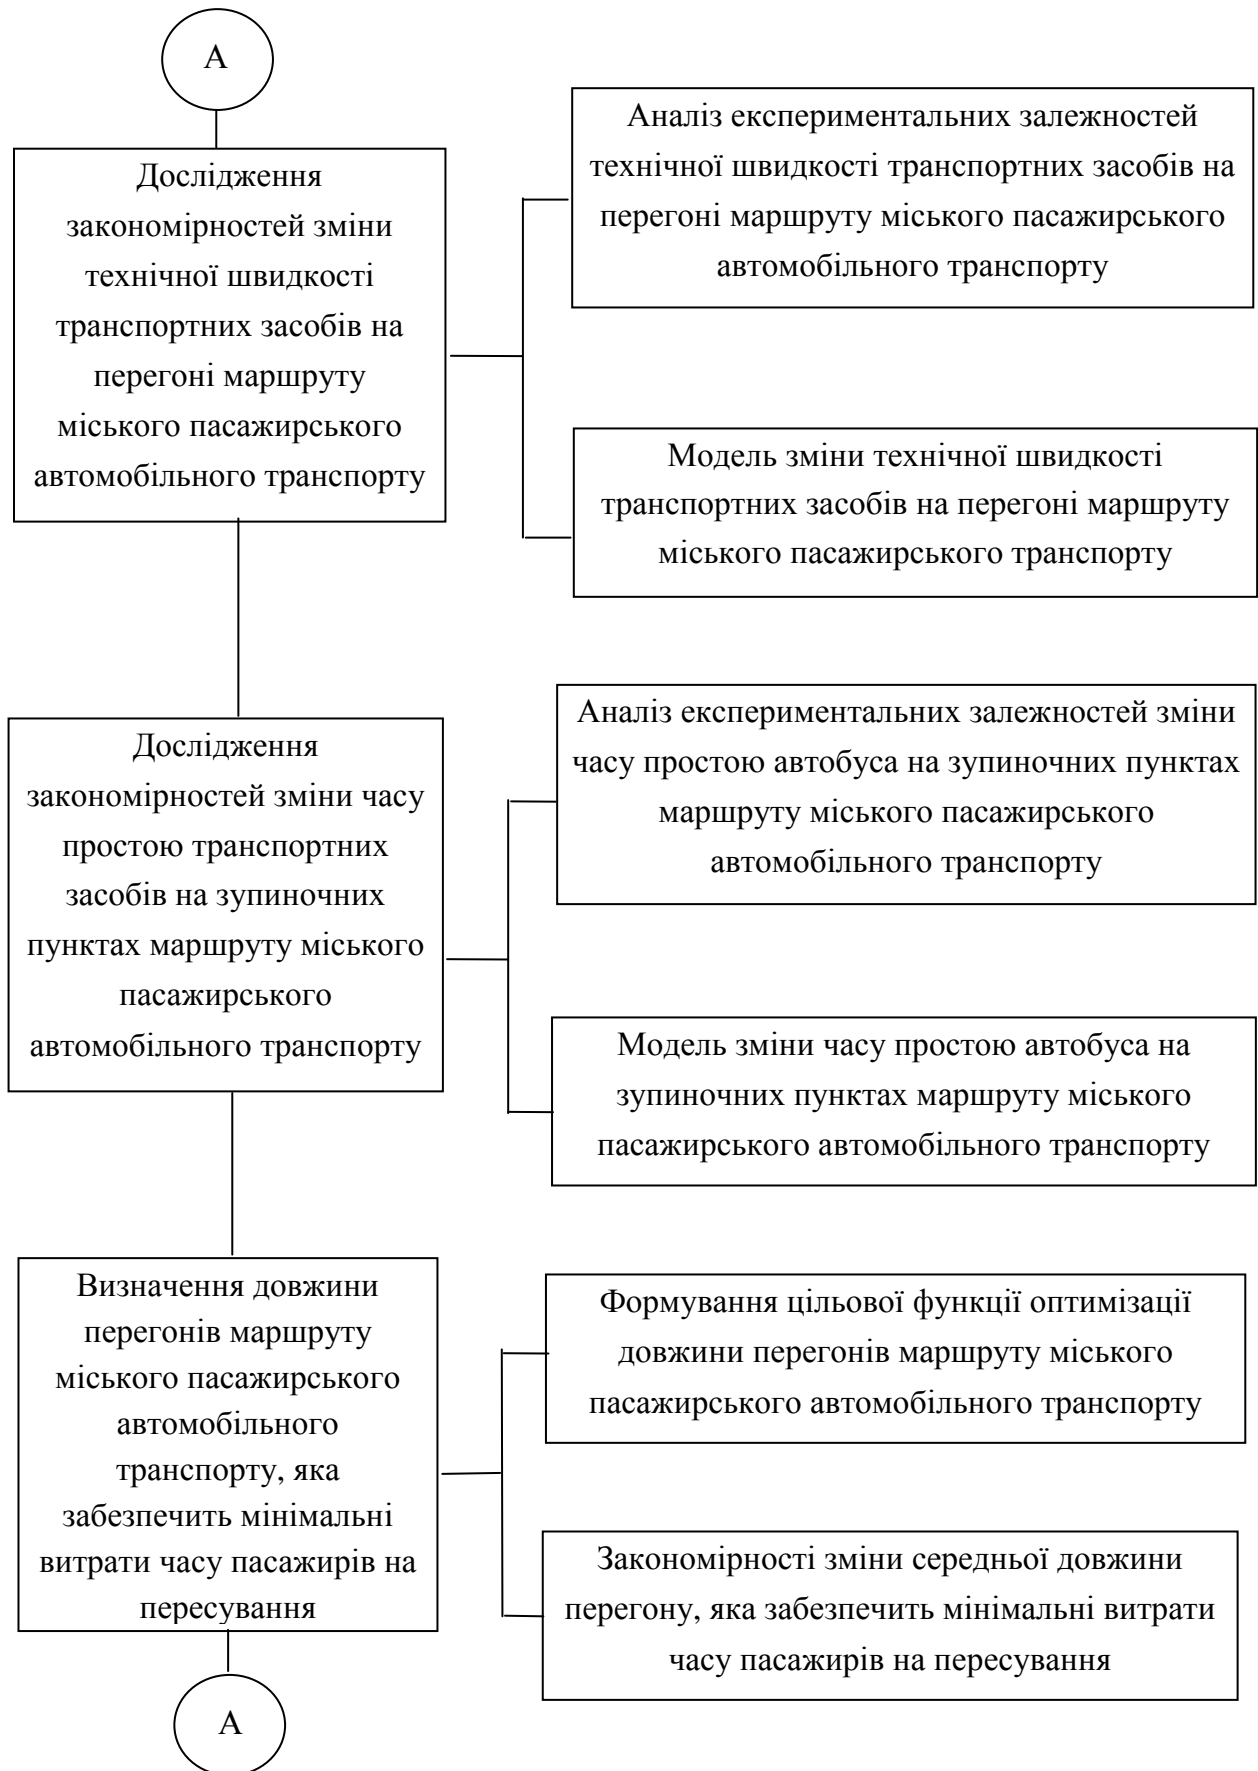 А
Дослідження
закономірностей зміни
технічної швидкості
транспортних засобів на
перегоні маршруту
міського пасажирського
автомобільного транспорту
Аналіз експериментальних залежностей
технічної швидкості транспортних засобів на
перегоні маршруту міського пасажирського
автомобільного транспорту
Модель зміни технічної швидкості
транспортних засобів на перегоні маршруту
міського пасажирського транспорту
Дослідження
закономірностей зміни часу
простою транспортних
засобів на зупиночних
пунктах маршруту міського
пасажирського
автомобільного транспорту
Аналіз експериментальних залежностей зміни
часу простою автобуса на зупиночних пунктах
маршруту міського пасажирського
автомобільного транспорту
Модель зміни часу простою автобуса на
зупиночних пунктах маршруту міського
пасажирського автомобільного транспорту
Визначення довжини
перегонів маршруту
міського пасажирського
автомобільного
транспорту, яка
забезпечить мінімальні
витрати часу пасажирів на
пересування
Формування цільової функції оптимізації
довжини перегонів маршруту міського
пасажирського автомобільного транспорту
Закономірності зміни середньої довжини
перегону, яка забезпечить мінімальні витрати
часу пасажирів на пересування
А